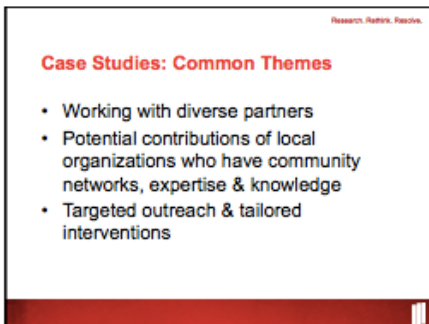 Research. Rethink. Resolve.
Case Studies: Common Themes
• Working with diverse partners
• Potential contributions of local
organizations who have community
networks, expertise & knowledge
• Targeted outreach & tailored
interventions